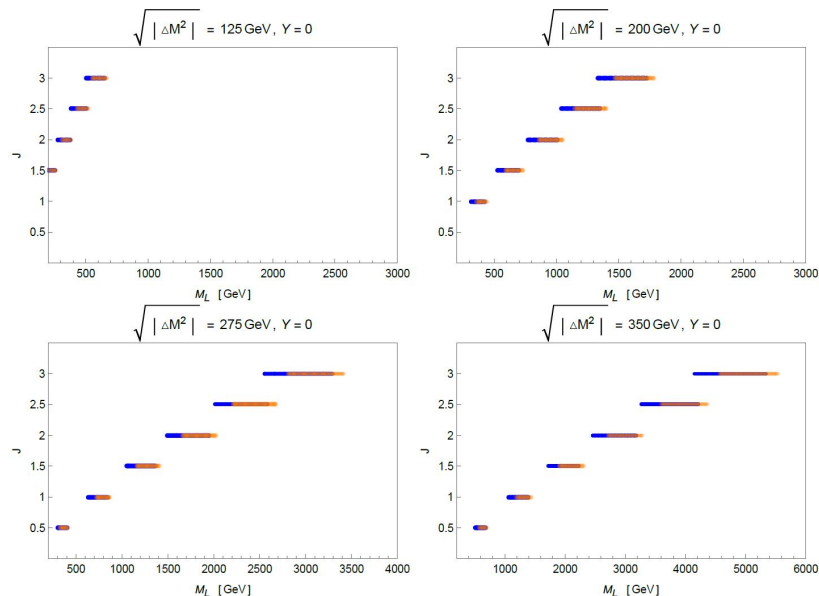 √|△M²| = 125 GeV, Y = 0
3
2.5
2
1.5
1
0.5
J
500 1000 1500 2000 2500 3000
M_L [GeV]
√|△M²| = 200 GeV, Y = 0
3
2.5
2
1.5
1
0.5
J
500 1000 1500 2000 2500 3000
M_L [GeV]
√|△M²| = 275 GeV, Y = 0
3
2.5
2
1.5
1
0.5
J
500 1000 1500 2000 2500 3000 3500 4000
M_L [GeV]
√|△M²| = 350 GeV, Y = 0
3
2.5
2
1.5
1
0.5
J
1000 2000 3000 4000 5000 6000
M_L [GeV]